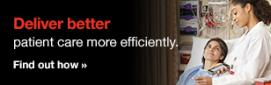 Deliver better
patient care more efficiently.
Find out how »